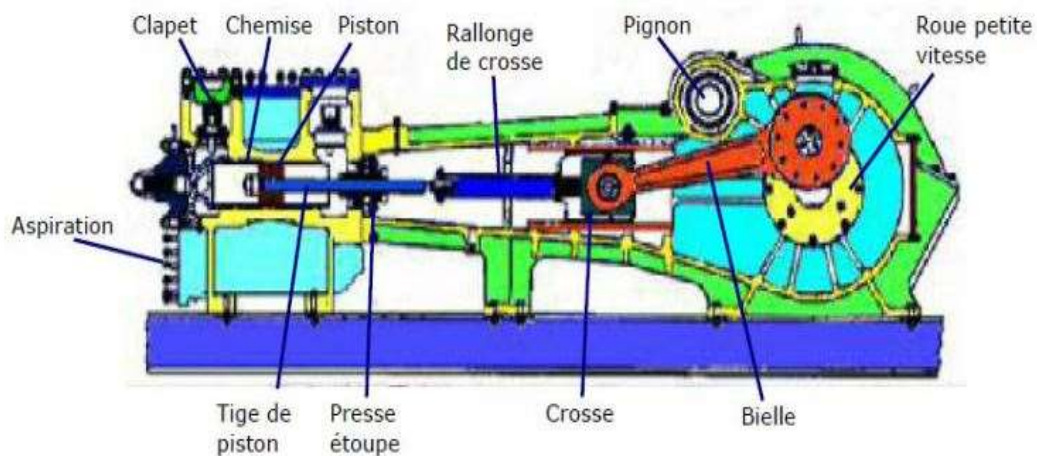 Clapet
Chemise
Piston
Rallonge
de crosse
Pignon
Roue petite
vitesse
Aspiration
Tige de
piston
Presse
étoupe
Crosse
Bielle